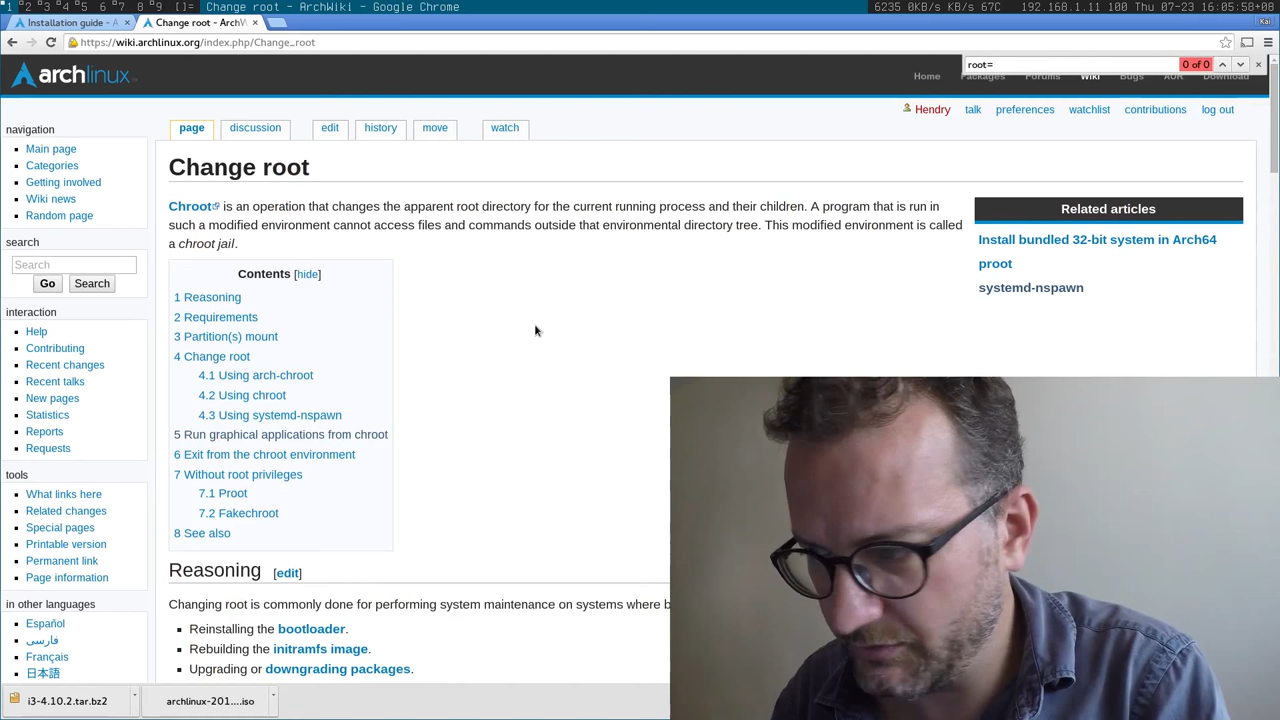 1 2 3 4 5 6 7 8 9 []= Change root - ArchWiki - Google Chrome 6235 0KB/s KB/s 67C 192.168.1.11 100 Thu 07-23 16:05:58+08
Installation guide - A × Change root - ArchW × Kai
https://wiki.archlinux.org/index.php/Change_root
root= 0 of 0
archlinux
Home Packages Forums Wiki Bugs AUR Download
Hendry talk preferences watchlist contributions log out
page discussion edit history move watch
navigation
Main page
Categories
Getting involved
Wiki news
Random page
search
Search
Go Search
interaction
Help
Contributing
Recent changes
Recent talks
New pages
Statistics
Reports
Requests
tools
What links here
Related changes
Special pages
Printable version
Permanent link
Page information
in other languages
Español
فارسی
Français
日本語
Change root
Chroot is an operation that changes the apparent root directory for the current running process and their children. A program that is run in
such a modified environment cannot access files and commands outside that environmental directory tree. This modified environment is called
a chroot jail.
Related articles
Install bundled 32-bit system in Arch64
proot
systemd-nspawn
Contents [hide]
1 Reasoning
2 Requirements
3 Partition(s) mount
4 Change root
4.1 Using arch-chroot
4.2 Using chroot
4.3 Using systemd-nspawn
5 Run graphical applications from chroot
6 Exit from the chroot environment
7 Without root privileges
7.1 Proot
7.2 Fakechroot
8 See also
Reasoning [edit]
Changing root is commonly done for performing system maintenance on systems where b
Reinstalling the bootloader.
Rebuilding the initramfs image.
Upgrading or downgrading packages.
i3-4.10.2.tar.bz2 archlinux-201....iso